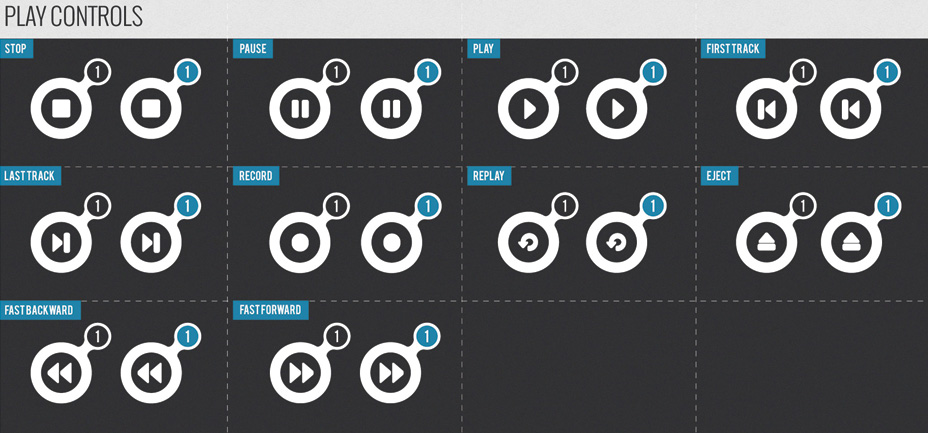 PLAY CONTROLS
STOP
PAUSE
PLAY
FIRST TRACK
1 1 1 1 1 1 1 1
LAST TRACK
RECORD
REPLAY
EJECT
1 1 1 1 1 1 1 1
FAST BACKWARD
FAST FORWARD
1 1 1 1